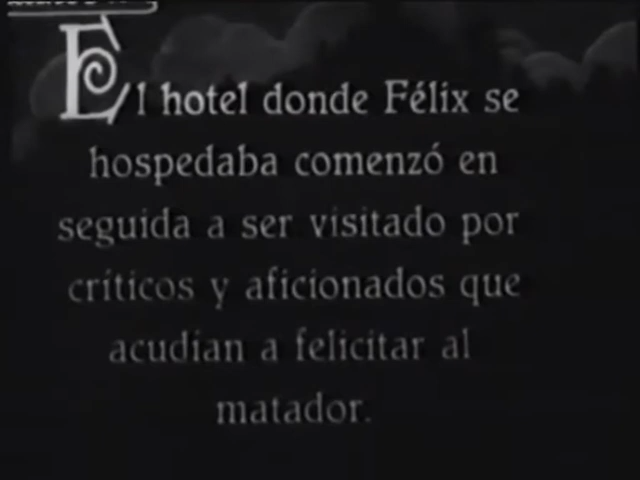 El hotel donde Félix se
hospedaba comenzó en
seguida a ser visitado por
críticos y aficionados que
acudían a felicitar al
matador.